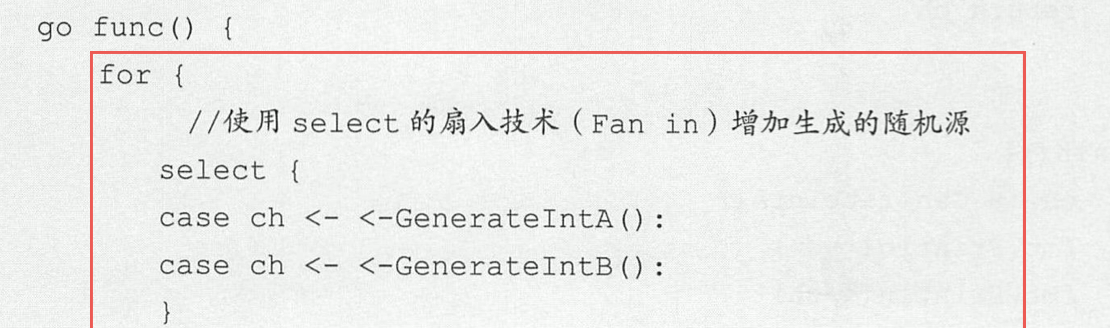 go func() {
for {
//使用 select 的扇入技术（Fan in）增加生成的随机源
select {
case ch <- <-GenerateIntA():
case ch <- <-GenerateIntB():
}